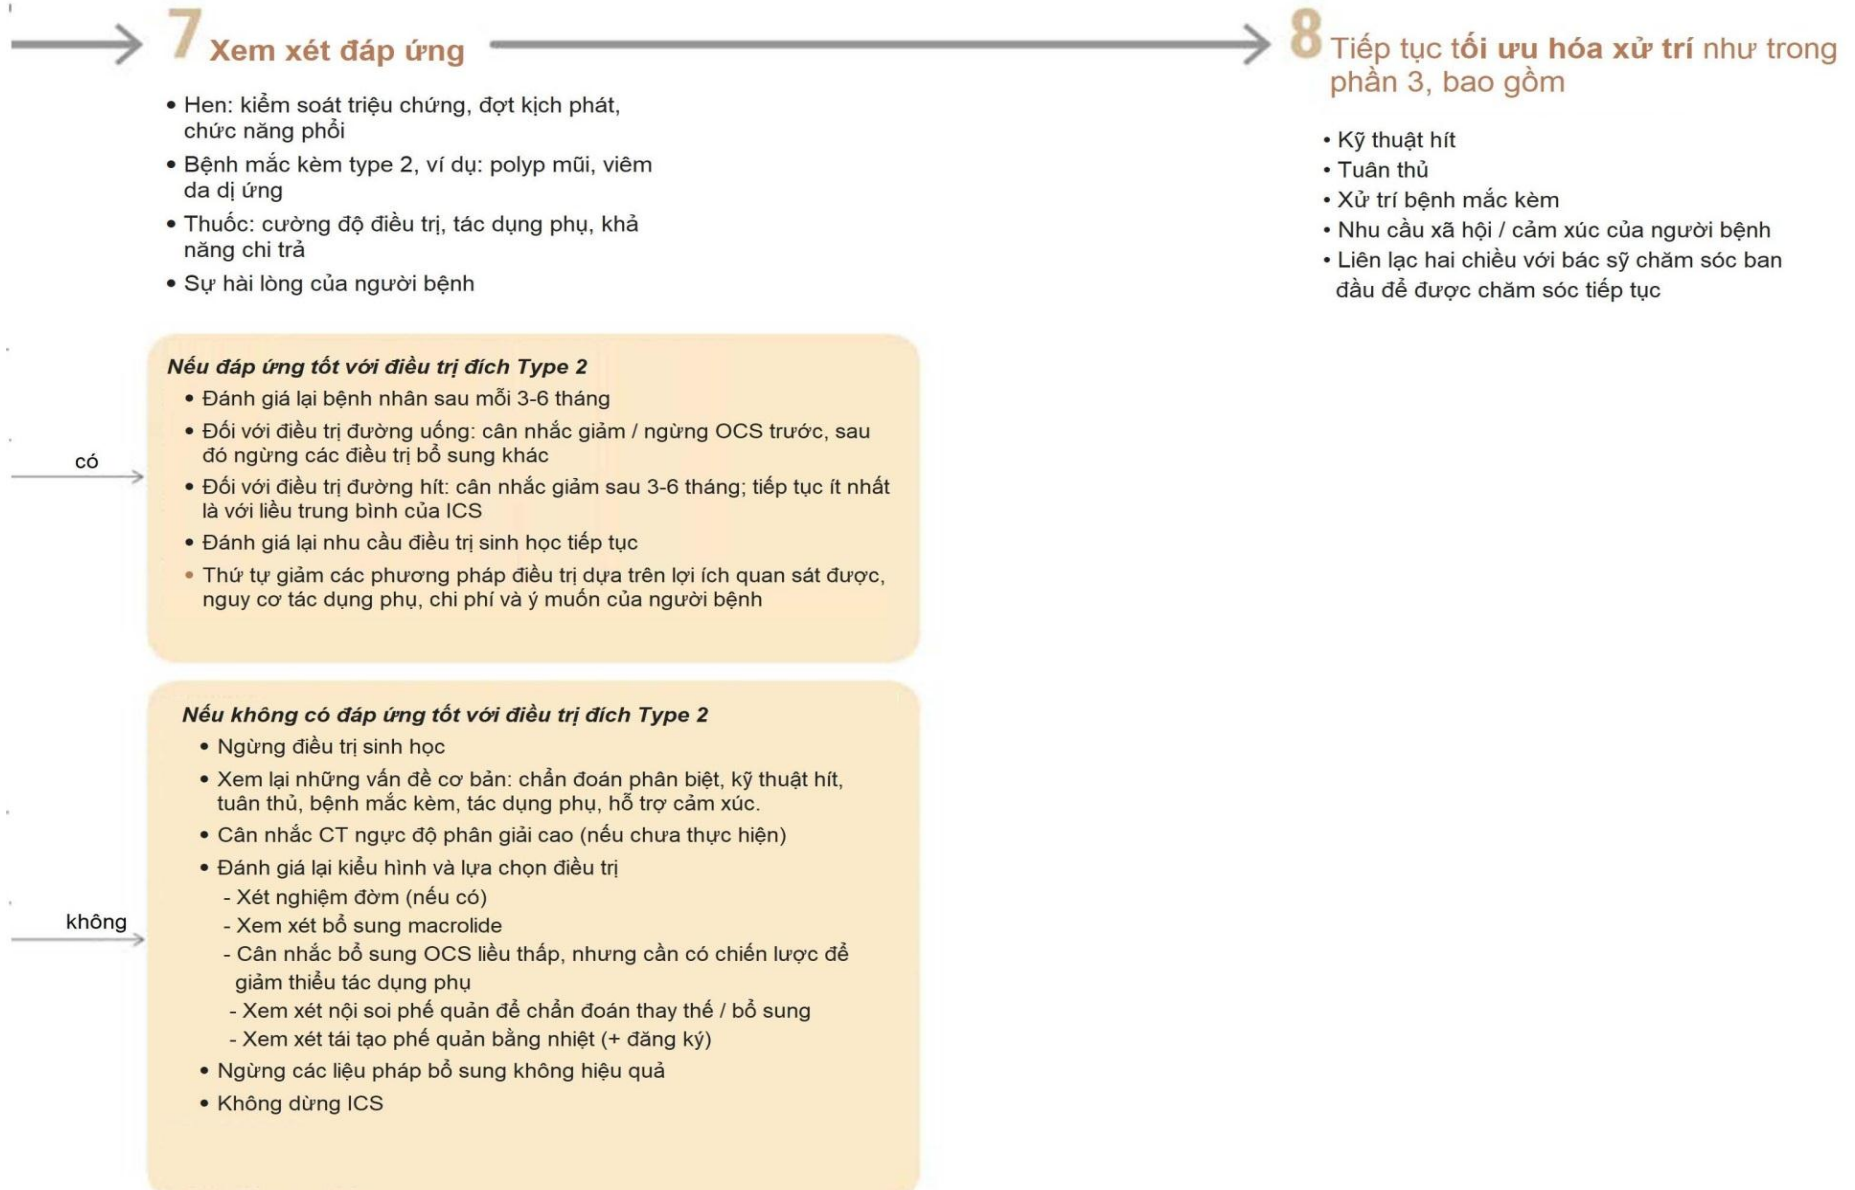 7 Xem xét đáp ứng
• Hen: kiểm soát triệu chứng, đợt kịch phát,
chức năng phổi
• Bệnh mắc kèm type 2, ví dụ: polyp mũi, viêm
da dị ứng
• Thuốc: cường độ điều trị, tác dụng phụ, khả
năng chi trả
• Sự hài lòng của người bệnh
8 Tiếp tục tối ưu hóa xử trí như trong
phần 3, bao gồm
• Kỹ thuật hít
• Tuân thủ
• Xử trí bệnh mắc kèm
• Nhu cầu xã hội / cảm xúc của người bệnh
• Liên lạc hai chiều với bác sỹ chăm sóc ban
đầu để được chăm sóc tiếp tục
có
Nếu đáp ứng tốt với điều trị đích Type 2
• Đánh giá lại bệnh nhân sau mỗi 3-6 tháng
• Đối với điều trị đường uống: cân nhắc giảm / ngừng OCS trước, sau
đó ngừng các điều trị bổ sung khác
• Đối với điều trị đường hít: cân nhắc giảm sau 3-6 tháng; tiếp tục ít nhất
là với liều trung bình của ICS
• Đánh giá lại nhu cầu điều trị sinh học tiếp tục
• Thứ tự giảm các phương pháp điều trị dựa trên lợi ích quan sát được,
nguy cơ tác dụng phụ, chi phí và ý muốn của người bệnh
không
Nếu không có đáp ứng tốt với điều trị đích Type 2
• Ngừng điều trị sinh học
• Xem lại những vấn đề cơ bản: chẩn đoán phân biệt, kỹ thuật hít,
tuân thủ, bệnh mắc kèm, tác dụng phụ, hỗ trợ cảm xúc.
• Cân nhắc CT ngực độ phân giải cao (nếu chưa thực hiện)
• Đánh giá lại kiểu hình và lựa chọn điều trị
- Xét nghiệm đờm (nếu có)
- Xem xét bổ sung macrolide
- Cân nhắc bổ sung OCS liều thấp, nhưng cần có chiến lược để
giảm thiểu tác dụng phụ
- Xem xét nội soi phế quản để chẩn đoán thay thế / bổ sung
- Xem xét tái tạo phế quản bằng nhiệt (+ đăng ký)
• Ngừng các liệu pháp bổ sung không hiệu quả
• Không dừng ICS